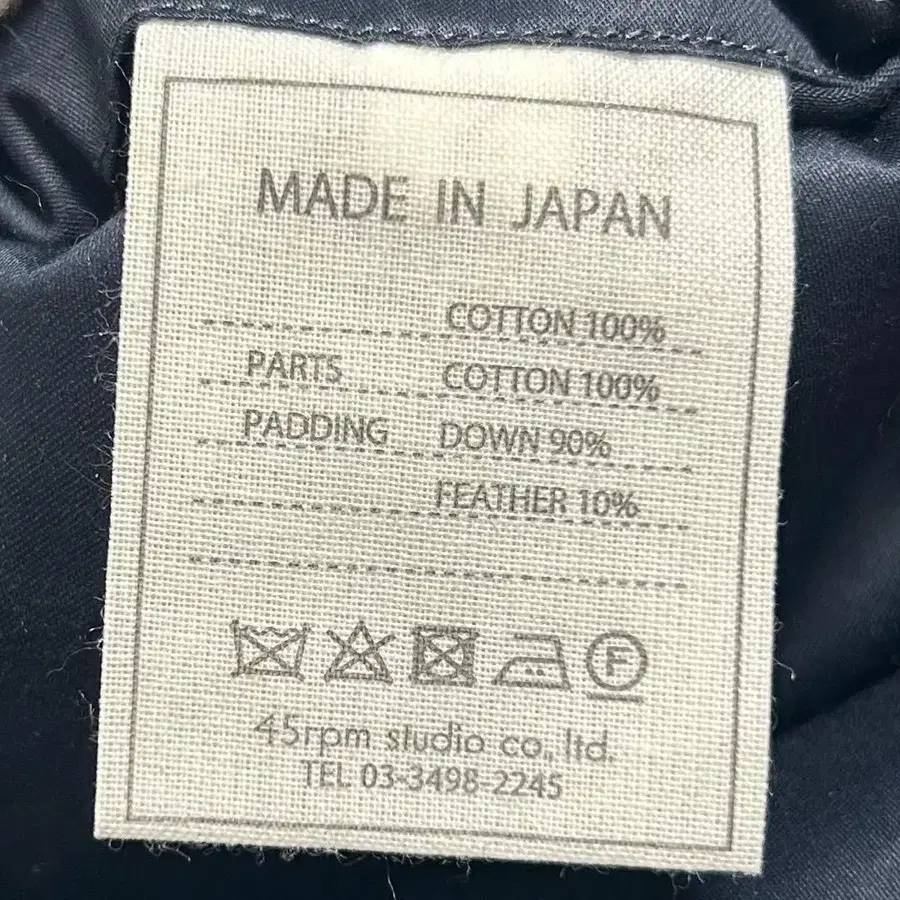 MADE IN JAPAN
COTTON 100%
PARTS COTTON 100%
PADDING DOWN 90%
FEATHER 10%
F
45rpm studio co., ltd.
TEL 03-3498-2245